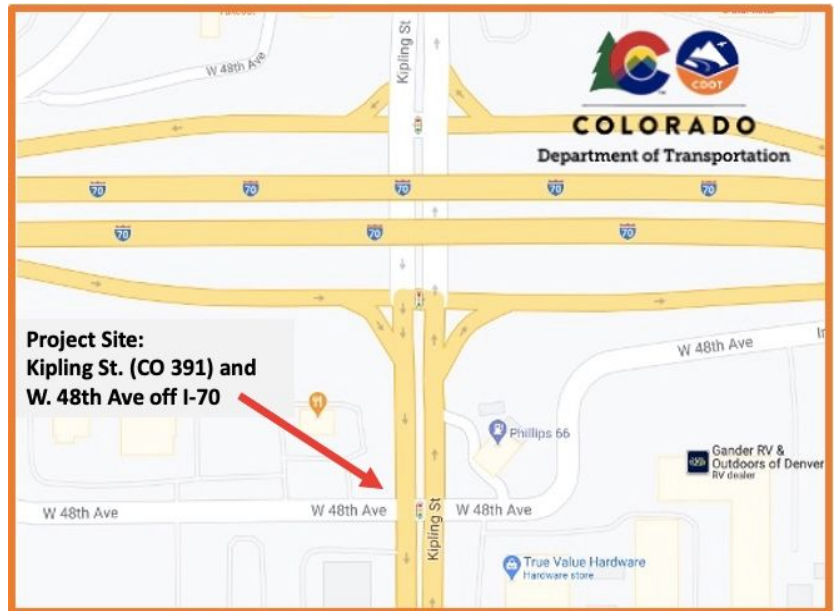 W 48th Ave
Kipling St
CDOT
COLORADO
Department of Transportation
70
70
70
70
70
70
70
70
Project Site:
Kipling St. (CO 391) and
W. 48th Ave off I-70
W 48th Ave
Phillips 66
Gander RV &
Outdoors of Denver
RV dealer
W 48th Ave
W 48th Ave
W 48th Ave
Kipling St
True Value Hardware
Hardware store